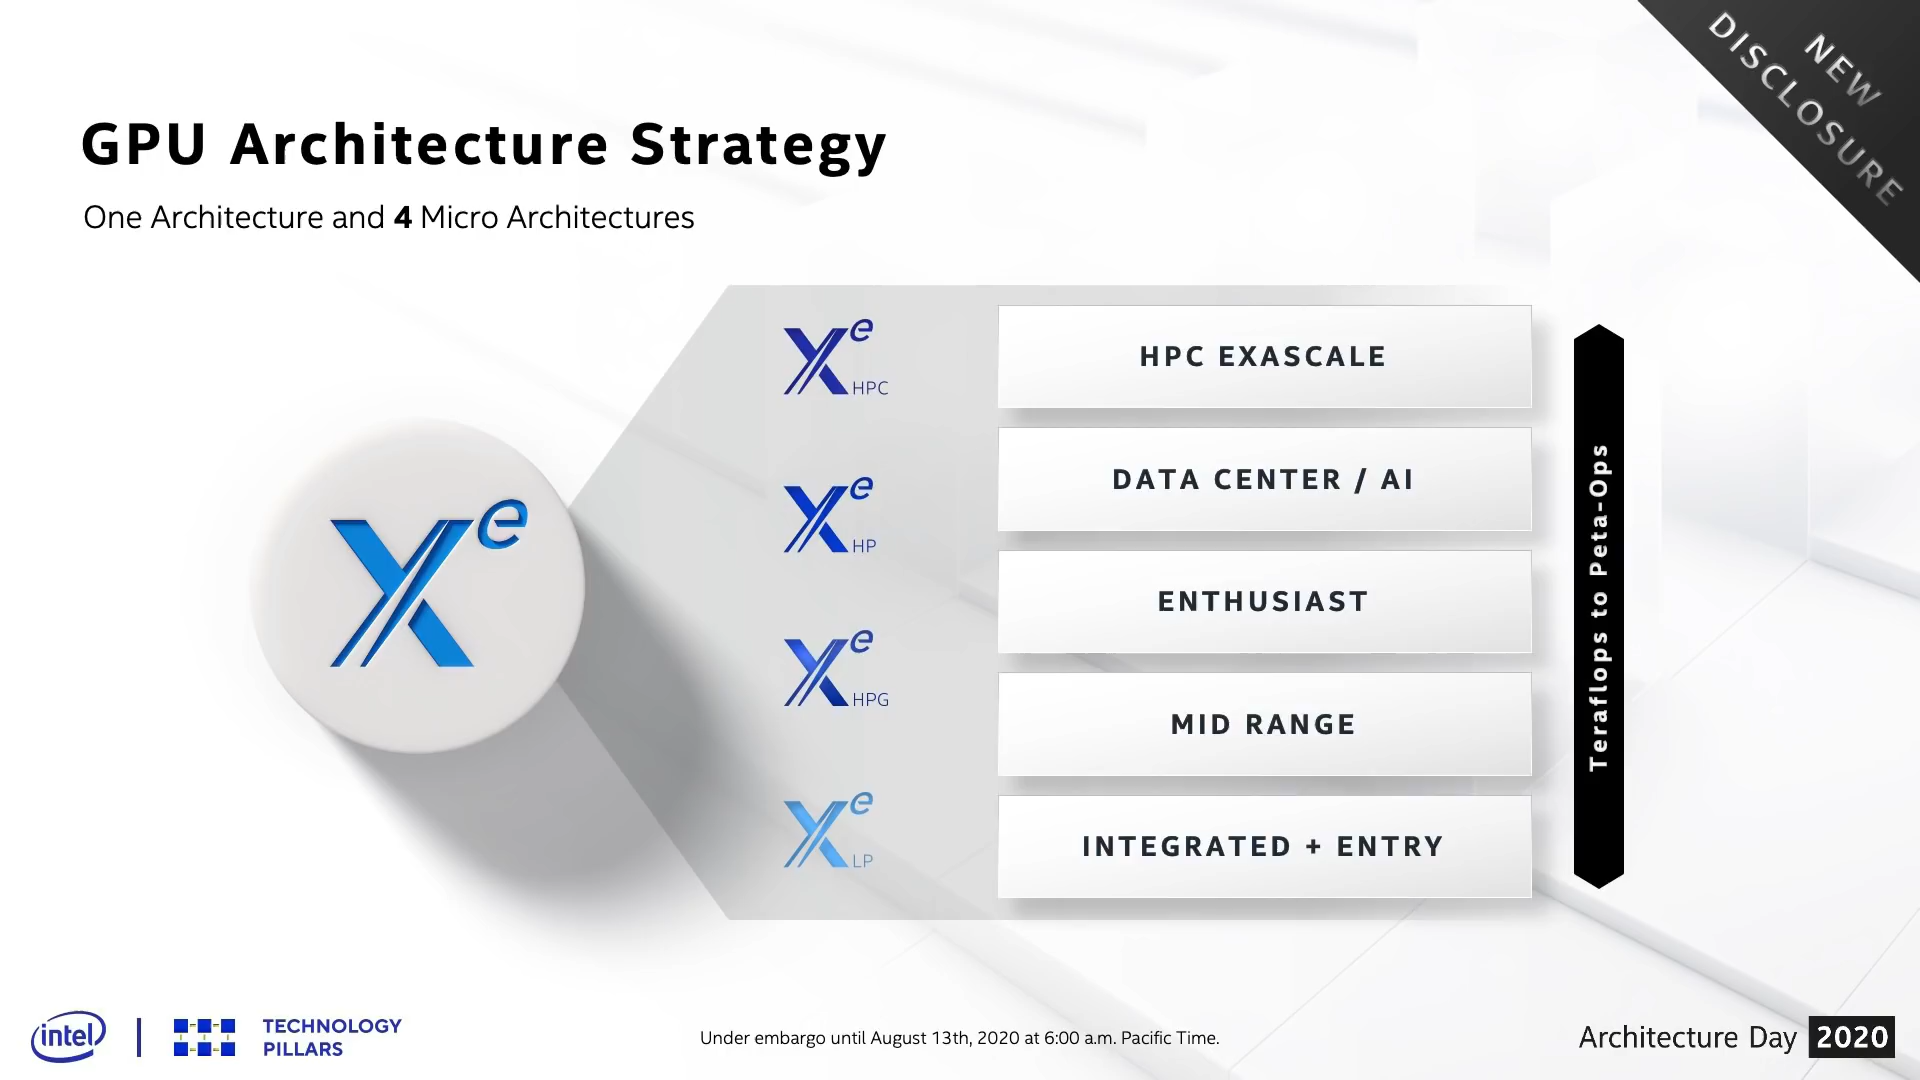 NEW
DISCLOSURE
GPU Architecture Strategy
One Architecture and 4 Micro Architectures
Xe
Xe HPC
HPC EXASCALE
Xe HP
DATA CENTER / AI
ENTHUSIAST
Xe HPG
MID RANGE
Xe LP
INTEGRATED + ENTRY
Teraflops to Peta-Ops
intel
TECHNOLOGY
PILLARS
Under embargo until August 13th, 2020 at 6:00 a.m. Pacific Time.
Architecture Day 2020